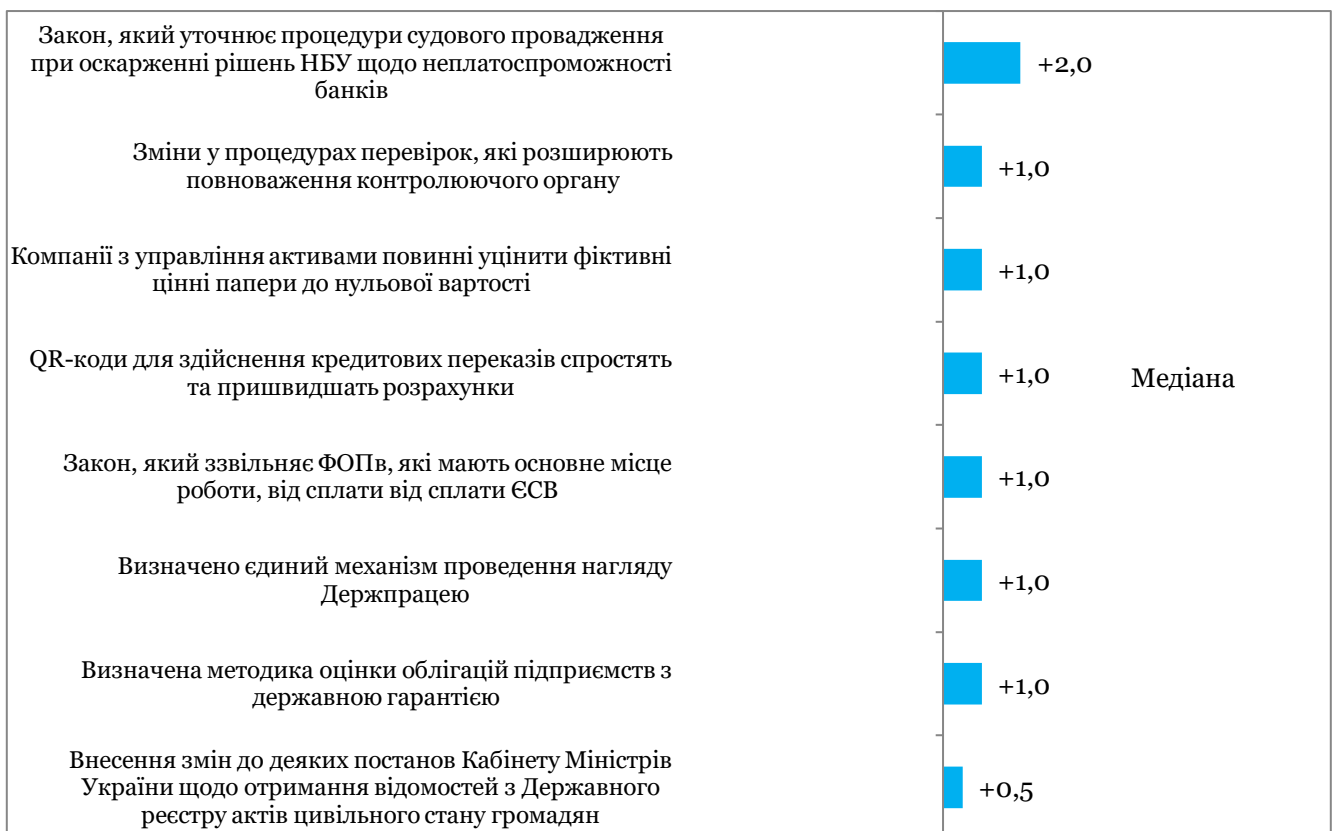 Закон, який уточнює процедури судового провадження
при оскарженні рішень НБУ щодо неплатоспроможності
банків
+2,0
Зміни у процедурах перевірок, які розширюють
повноваження контролюючого органу
+1,0
Компанії з управління активами повинні уцінити фіктивні
цінні папери до нульової вартості
+1,0
QR-коди для здійснення кредитових переказів спростять
та пришвидшать розрахунки
+1,0
Медіана
Закон, який ззвільняє ФОПв, які мають основне місце
роботи, від сплати від сплати ЄСВ
+1,0
Визначено єдиний механізм проведення нагляду
Держпрацею
+1,0
Визначена методика оцінки облігацій підприємств з
державною гарантією
+1,0
Внесення змін до деяких постанов Кабінету Міністрів
України щодо отримання відомостей з Державного
реєстру актів цивільного стану громадян
+0,5